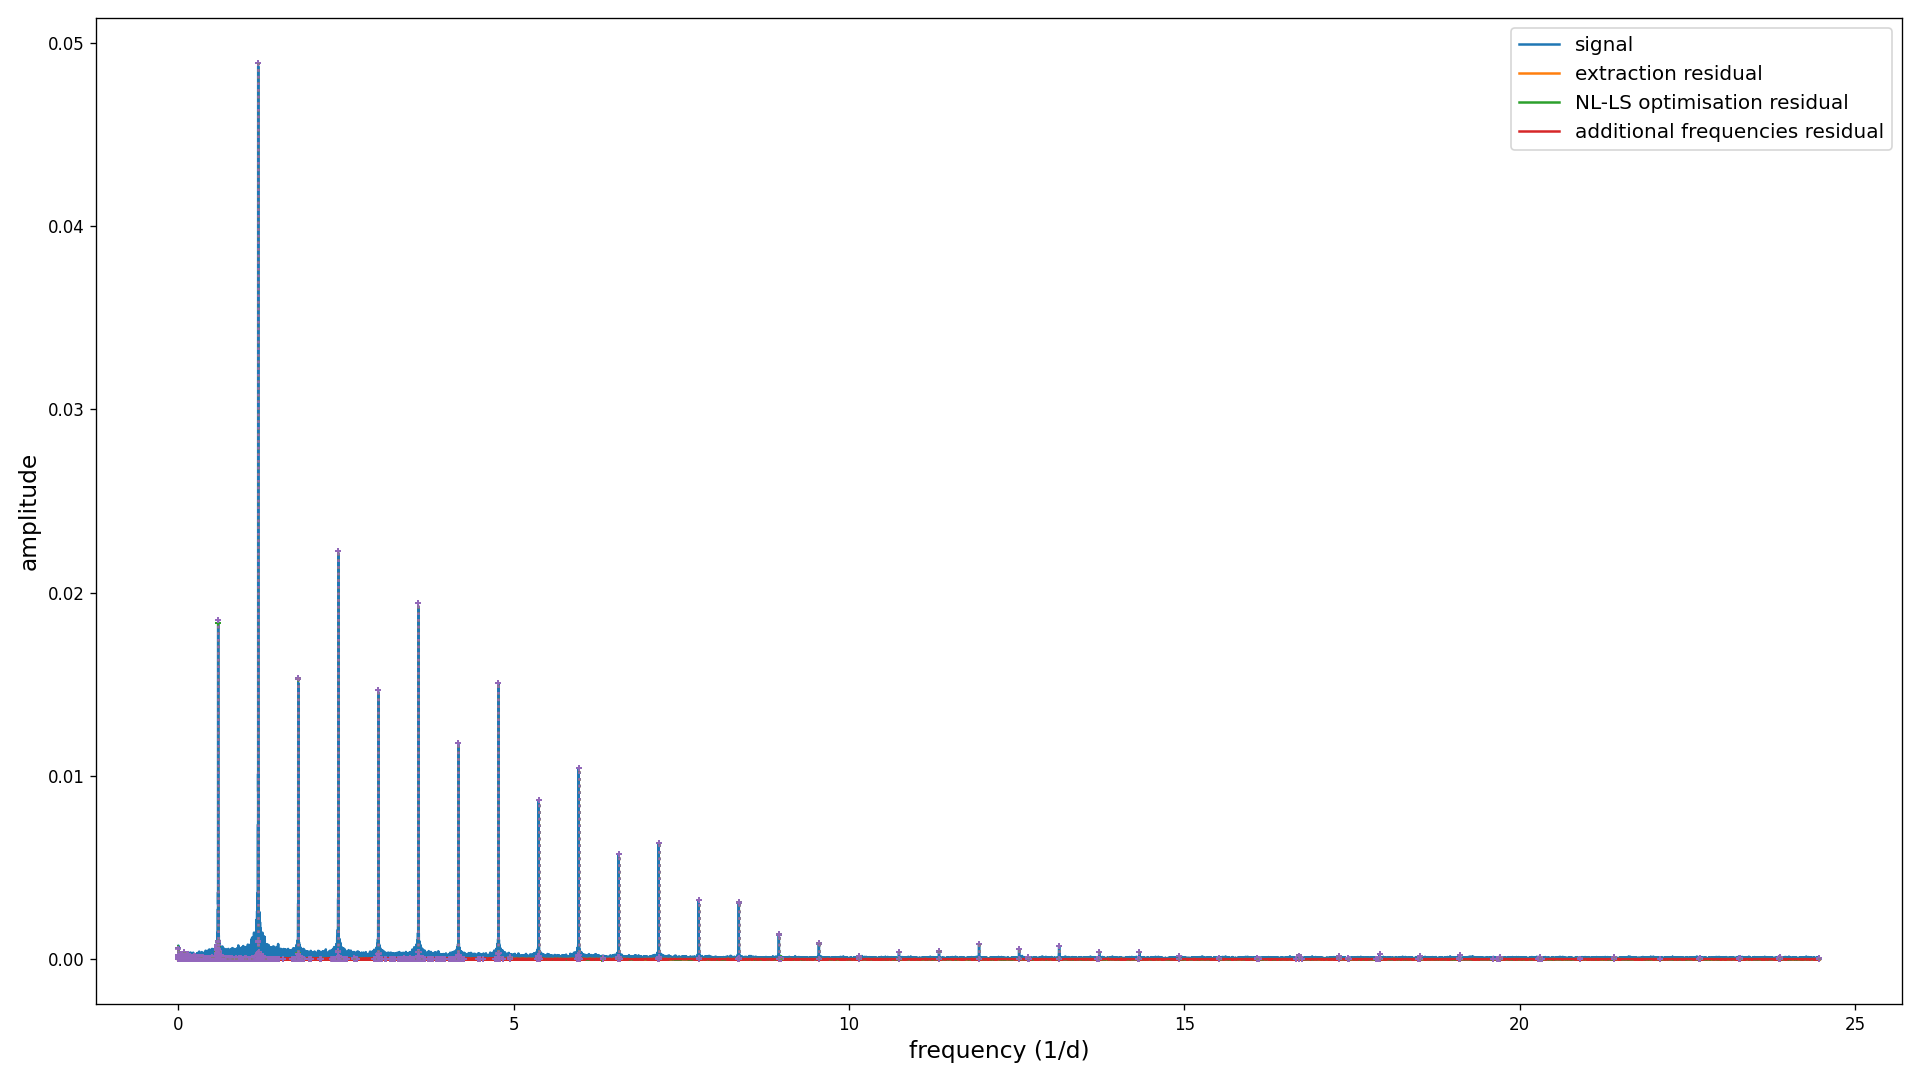 signal
extraction residual
NL-LS optimisation residual
additional frequencies residual
0.05
0.04
0.03
0.02
0.01
0.00
amplitude
0 5 10 15 20 25
frequency (1/d)